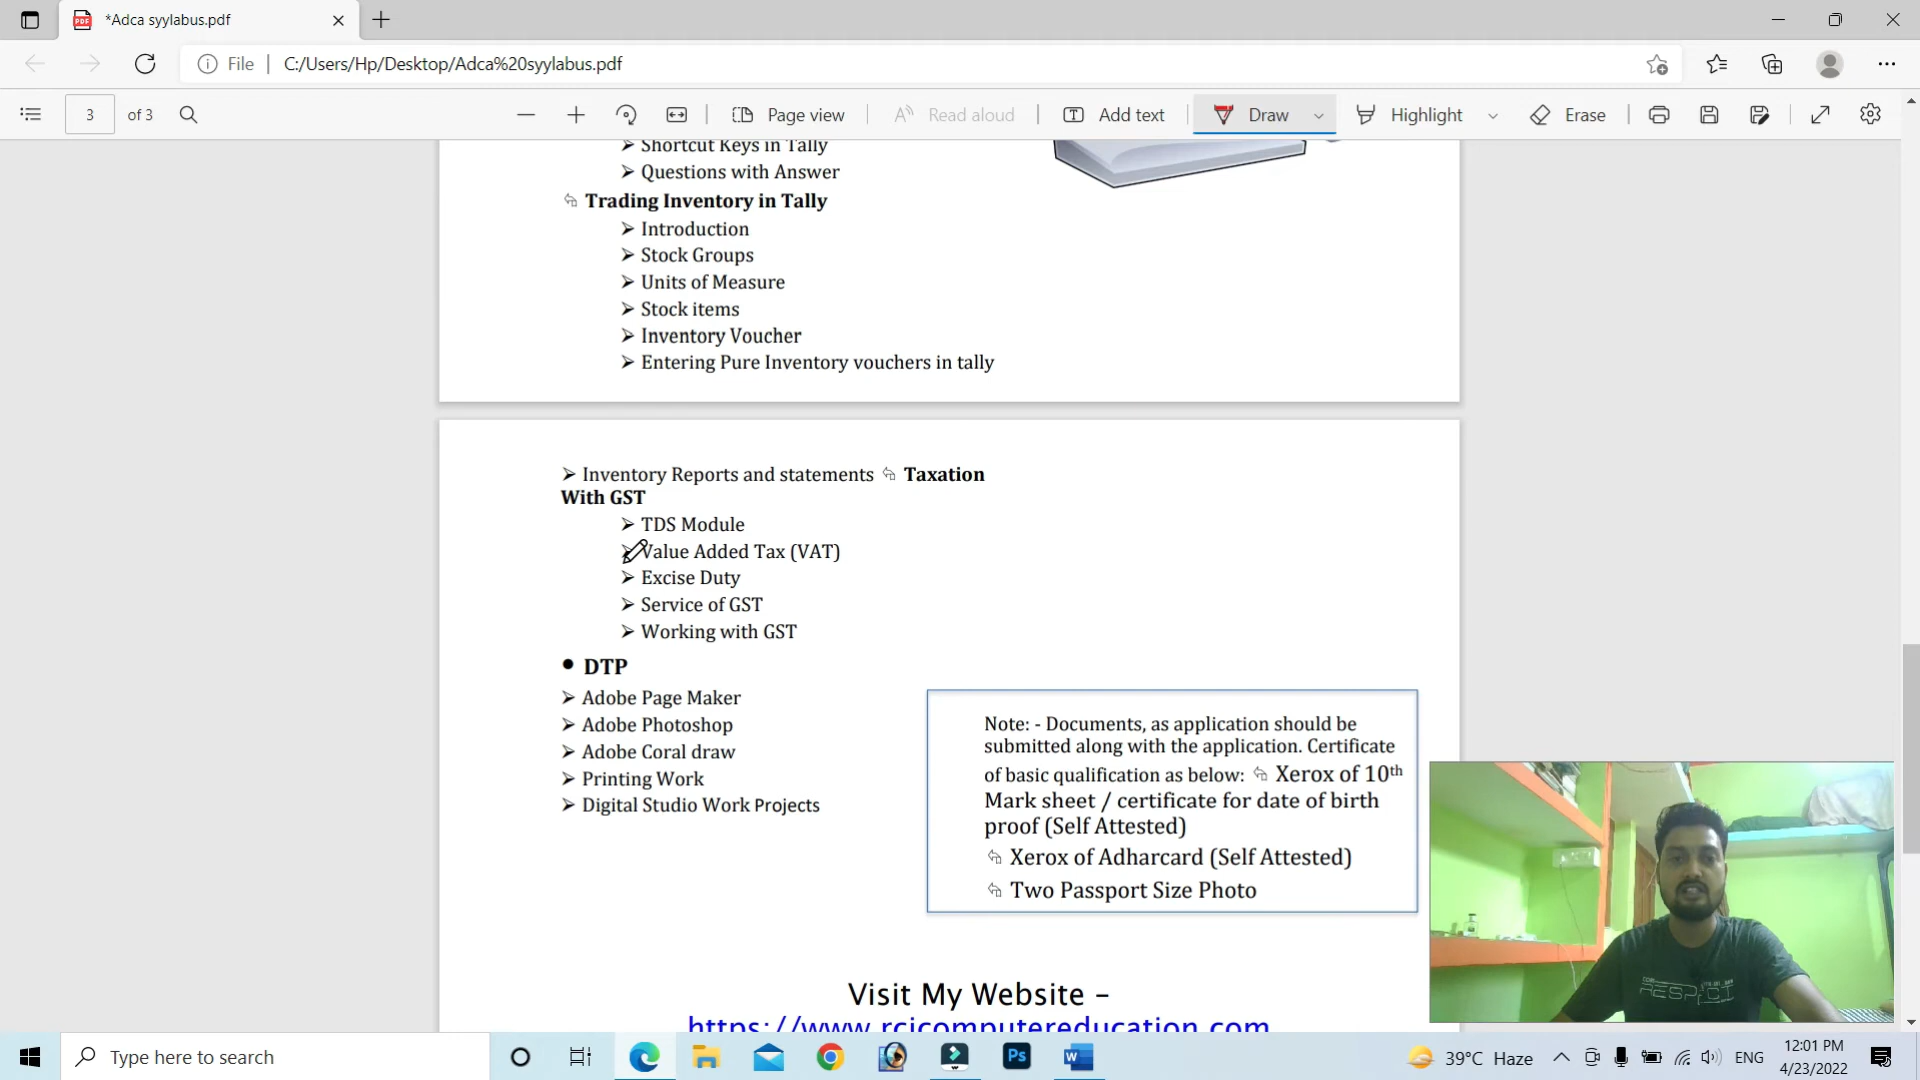 *Adca syylabus.pdf
File | C:/Users/Hp/Desktop/Adca%20syylabus.pdf
3 of 3 Page view Read aloud Add text Draw Highlight Erase
Shortcut Keys in Tally
Questions with Answer
Trading Inventory in Tally
Introduction
Stock Groups
Units of Measure
Stock items
Inventory Voucher
Entering Pure Inventory vouchers in tally
Inventory Reports and statements Taxation
With GST
TDS Module
Value Added Tax (VAT)
Excise Duty
Service of GST
Working with GST
DTP
Adobe Page Maker
Adobe Photoshop
Adobe Coral draw
Printing Work
Digital Studio Work Projects
Note: - Documents, as application should be
submitted along with the application. Certificate
of basic qualification as below: Xerox of 10th
Mark sheet / certificate for date of birth
proof (Self Attested)
Xerox of Adharcard (Self Attested)
Two Passport Size Photo
Visit My Website –
https://www.rcicomputereducation.com
RESPECT
Type here to search
Ps
W
39°C Haze
ENG
12:01 PM
4/23/2022